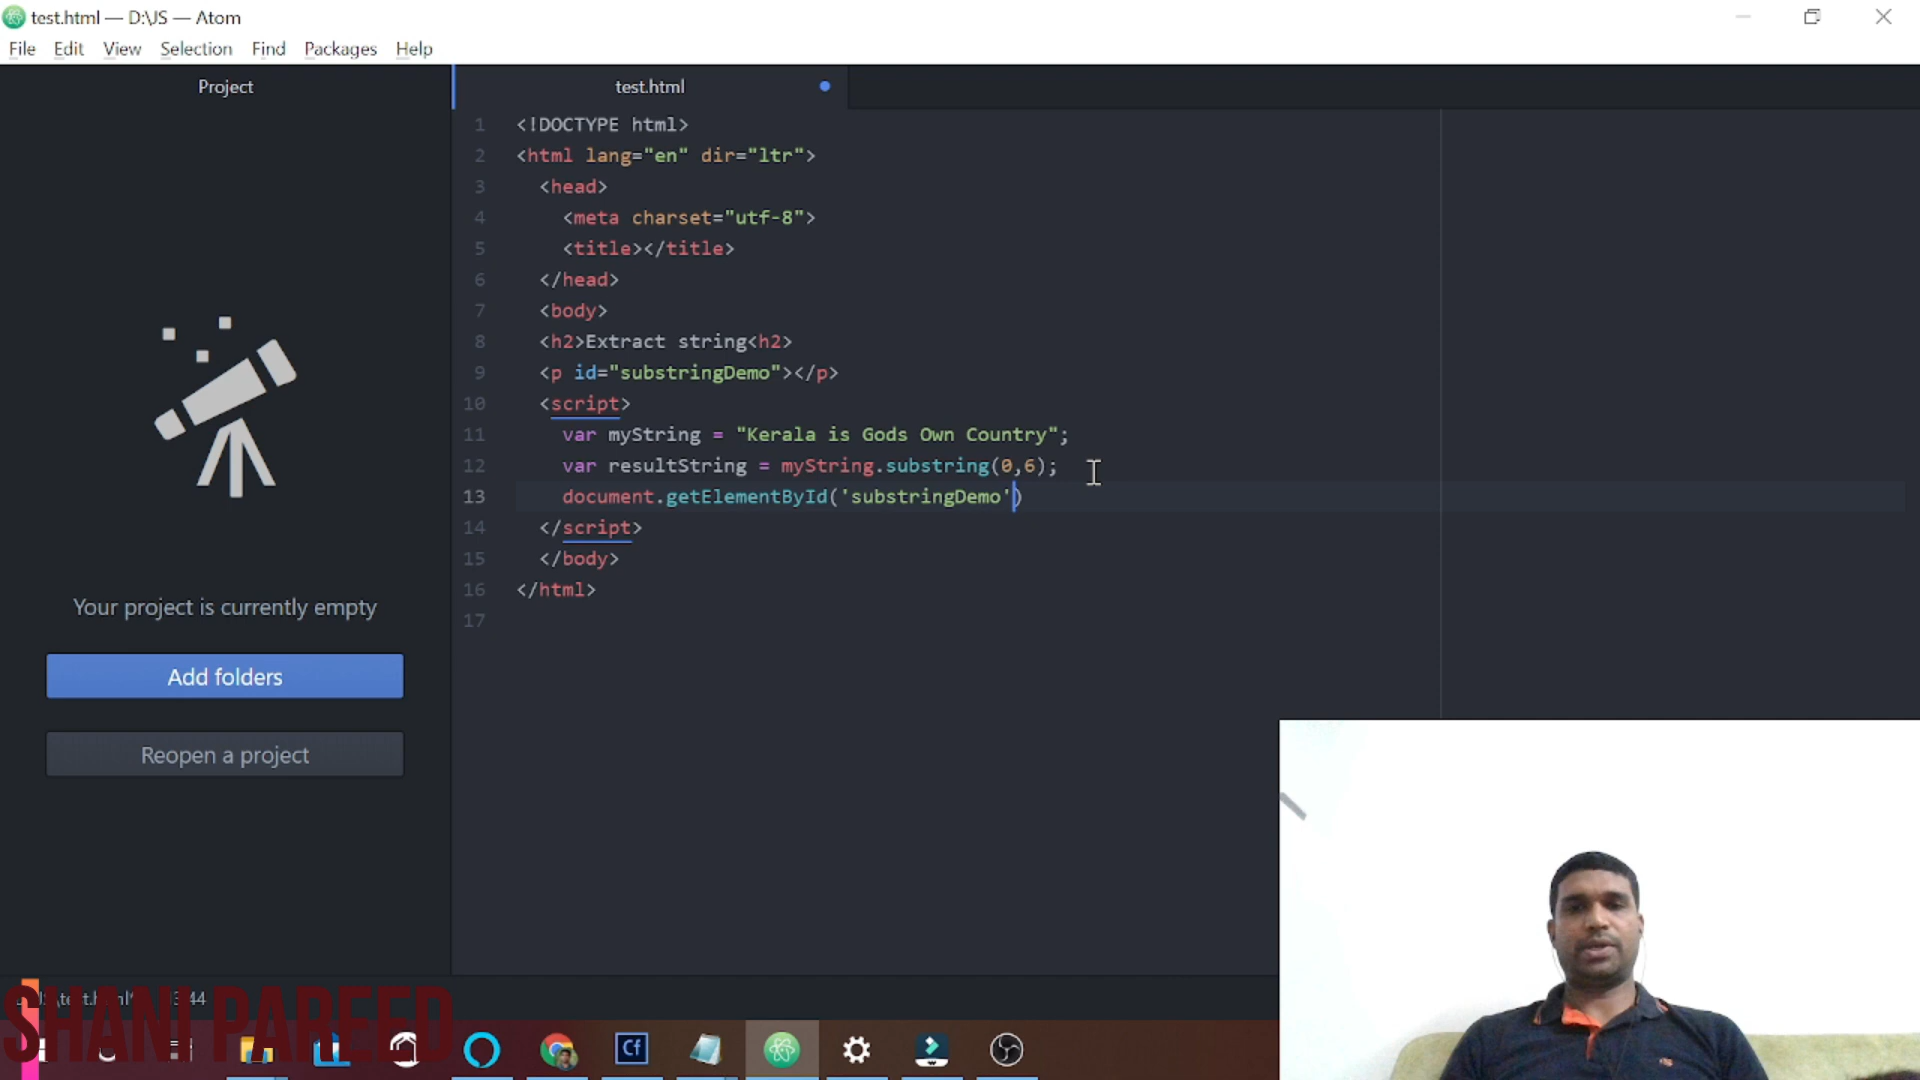 test.html — D:\JS — Atom
File Edit View Selection Find Packages Help
Project
test.html
1 <!DOCTYPE html>
2 <html lang="en" dir="ltr">
3 <head>
4 <meta charset="utf-8">
5 <title></title>
6 </head>
7 <body>
8 <h2>Extract string<h2>
9 <p id="substringDemo"></p>
10 <script>
11 var myString = "Kerala is Gods Own Country";
12 var resultString = myString.substring(0,6);
13 document.getElementById('substringDemo')
14 </script>
15 </body>
16 </html>
17
Your project is currently empty
Add folders
Reopen a project
SHANI PAREED
Cf